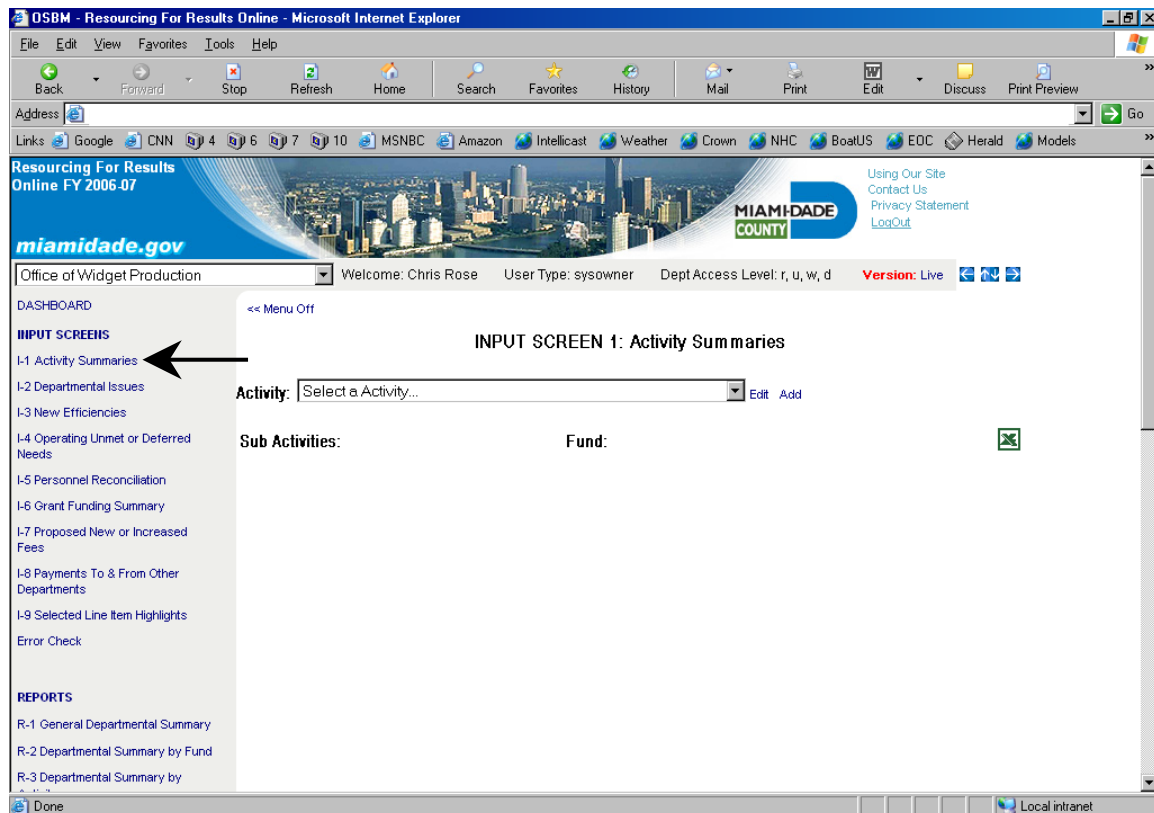 OSBM - Resourcing For Results Online - Microsoft Internet Explorer
File Edit View Favorites Tools Help
Back Forward Stop Refresh Home Search Favorites History Mail Print Edit Discuss Print Preview »
Address Go
Links Google CNN 4 6 7 10 MSNBC Amazon Intellicast Weather Crown NHC BoatUS EOC Herald Models »
Resourcing For Results
Online FY 2006-07
miamidade.gov
MIAMI-DADE
COUNTY
Using Our Site
Contact Us
Privacy Statement
LogOut
Office of Widget Production Welcome: Chris Rose User Type: sysowner Dept Access Level: r, u, w, d Version: Live
DASHBOARD
INPUT SCREENS
I-1 Activity Summaries
I-2 Departmental Issues
I-3 New Efficiencies
I-4 Operating Unmet or Deferred
Needs
I-5 Personnel Reconciliation
I-6 Grant Funding Summary
I-7 Proposed New or Increased
Fees
I-8 Payments To & From Other
Departments
I-9 Selected Line Item Highlights
Error Check
REPORTS
R-1 General Departmental Summary
R-2 Departmental Summary by Fund
R-3 Departmental Summary by
<< Menu Off
INPUT SCREEN 1: Activity Summaries
Activity: Select a Activity... Edit Add
Sub Activities: Fund:
Done Local intranet